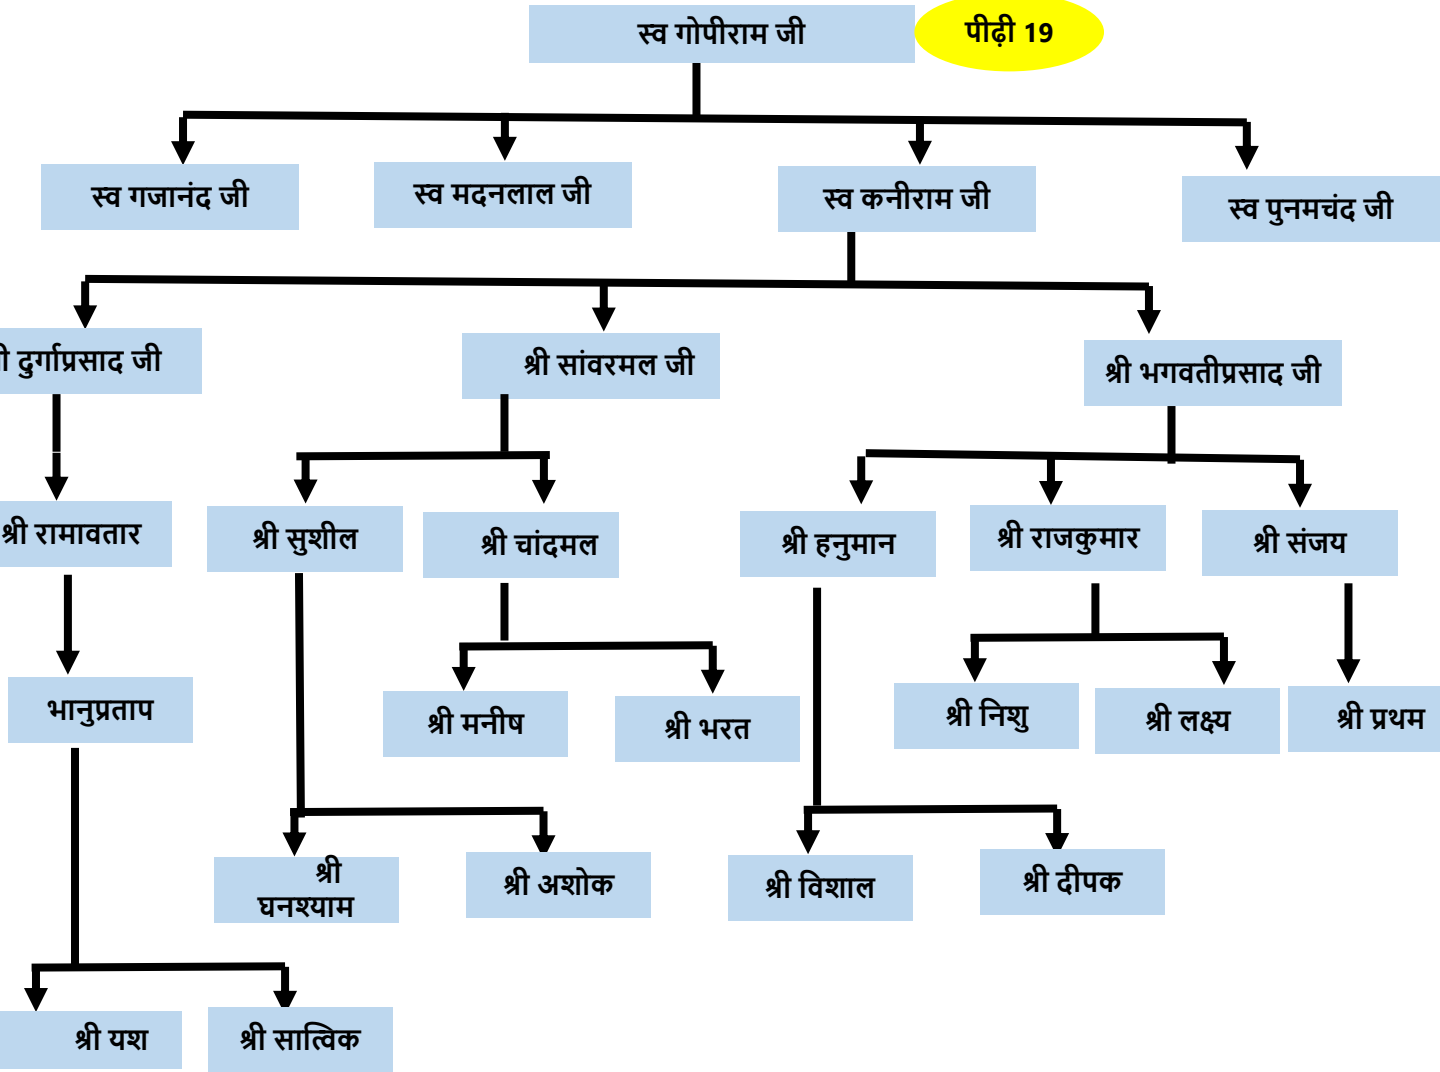 स्व गोपीराम जी
पीढ़ी 19
स्व गजानंद जी
स्व मदनलाल जी
स्व कनीराम जी
स्व पुनमचंद जी
दुर्गाप्रसाद जी
श्री सांवरमल जी
श्री भगवतीप्रसाद जी
श्री रामावतार
श्री सुशील
श्री चांदमल
श्री हनुमान
श्री राजकुमार
श्री संजय
भानुप्रताप
श्री मनीष
श्री भरत
श्री निशु
श्री लक्ष्य
श्री प्रथम
श्री
घनश्याम
श्री अशोक
श्री विशाल
श्री दीपक
श्री यश
श्री सात्विक